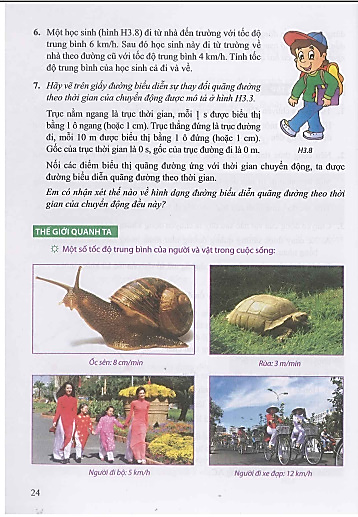 6. Một học sinh (hình H3.8) đi từ nhà đến trường với tốc độ
trung bình 6 km/h. Sau đó học sinh này đi từ trường về
nhà theo đường cũ với tốc độ trung bình 4 km/h. Tính tốc
độ trung bình của học sinh cả đi và về.
7. Hãy vẽ trên giấy đường biểu diễn sự thay đổi quãng đường
theo thời gian của chuyển động được mô tả ở hình H3.3.
Trục nằm ngang là trục thời gian, mỗi 1 s được biểu thị
bằng 1 ô ngang (hoặc 1 cm). Trục thẳng đứng là trục đường
đi, mỗi 10 m được biểu thị bằng 1 ô đứng (hoặc 1 cm).
Gốc của trục thời gian là 0 s, gốc của trục đường đi là 0 m.
H3.8
Nối các điểm biểu thị quãng đường ứng với thời gian chuyển động, ta được
đường biểu diễn quãng đường theo thời gian.
Em có nhận xét thế nào về hình dạng đường biểu diễn quãng đường theo thời
gian của chuyển động đều này?
THẾ GIỚI QUANH TA
Một số tốc độ trung bình của người và vật trong cuộc sống:
Ốc sên: 8 cm/min
Rùa: 3 m/min
Người đi bộ: 5 km/h
Người đi xe đạp: 12 km/h
24